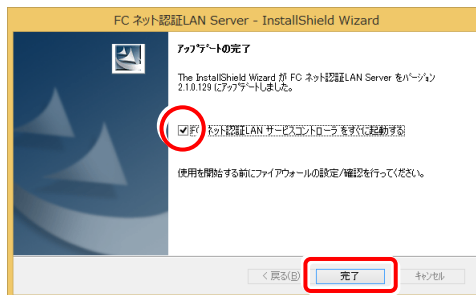 FC ネット認証LAN Server - InstallShield Wizard
ｱｯﾌﾟﾃﾞｰﾄの完了
The InstallShield Wizard が FC ネット認証LAN Server をﾊﾞｰｼﾞｮﾝ
2.1.0.129 にｱｯﾌﾟﾃﾞｰﾄしました。
FC ネット認証LAN サービスコントローラ をすぐに起動する
使用を開始する前にファイアウォールの設定/確認を行ってください。
< 戻る(B)
完了
ｷｬﾝｾﾙ